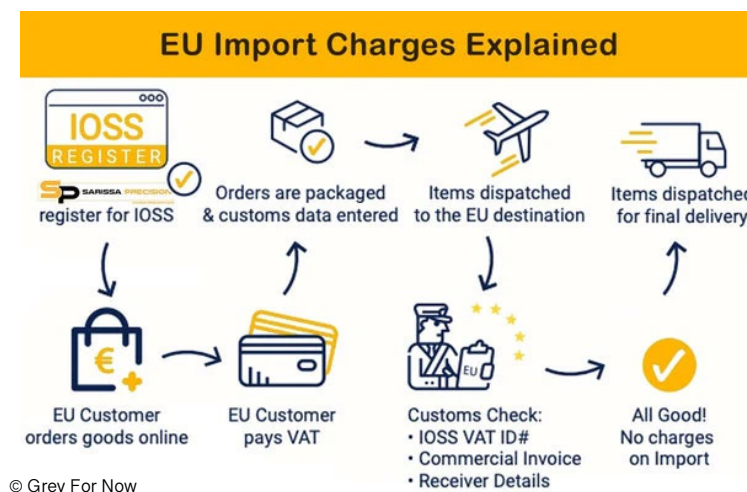 EU Import Charges Explained
IOSS
REGISTER
SP SARISSA PRECISION
register for IOSS
Orders are packaged
& customs data entered
Items dispatched
to the EU destination
Items dispatched
for final delivery
€
EU Customer
orders goods online
EU Customer
pays VAT
EU
Customs Check:
• IOSS VAT ID#
• Commercial Invoice
• Receiver Details
All Good!
No charges
on Import
© Grey For Now